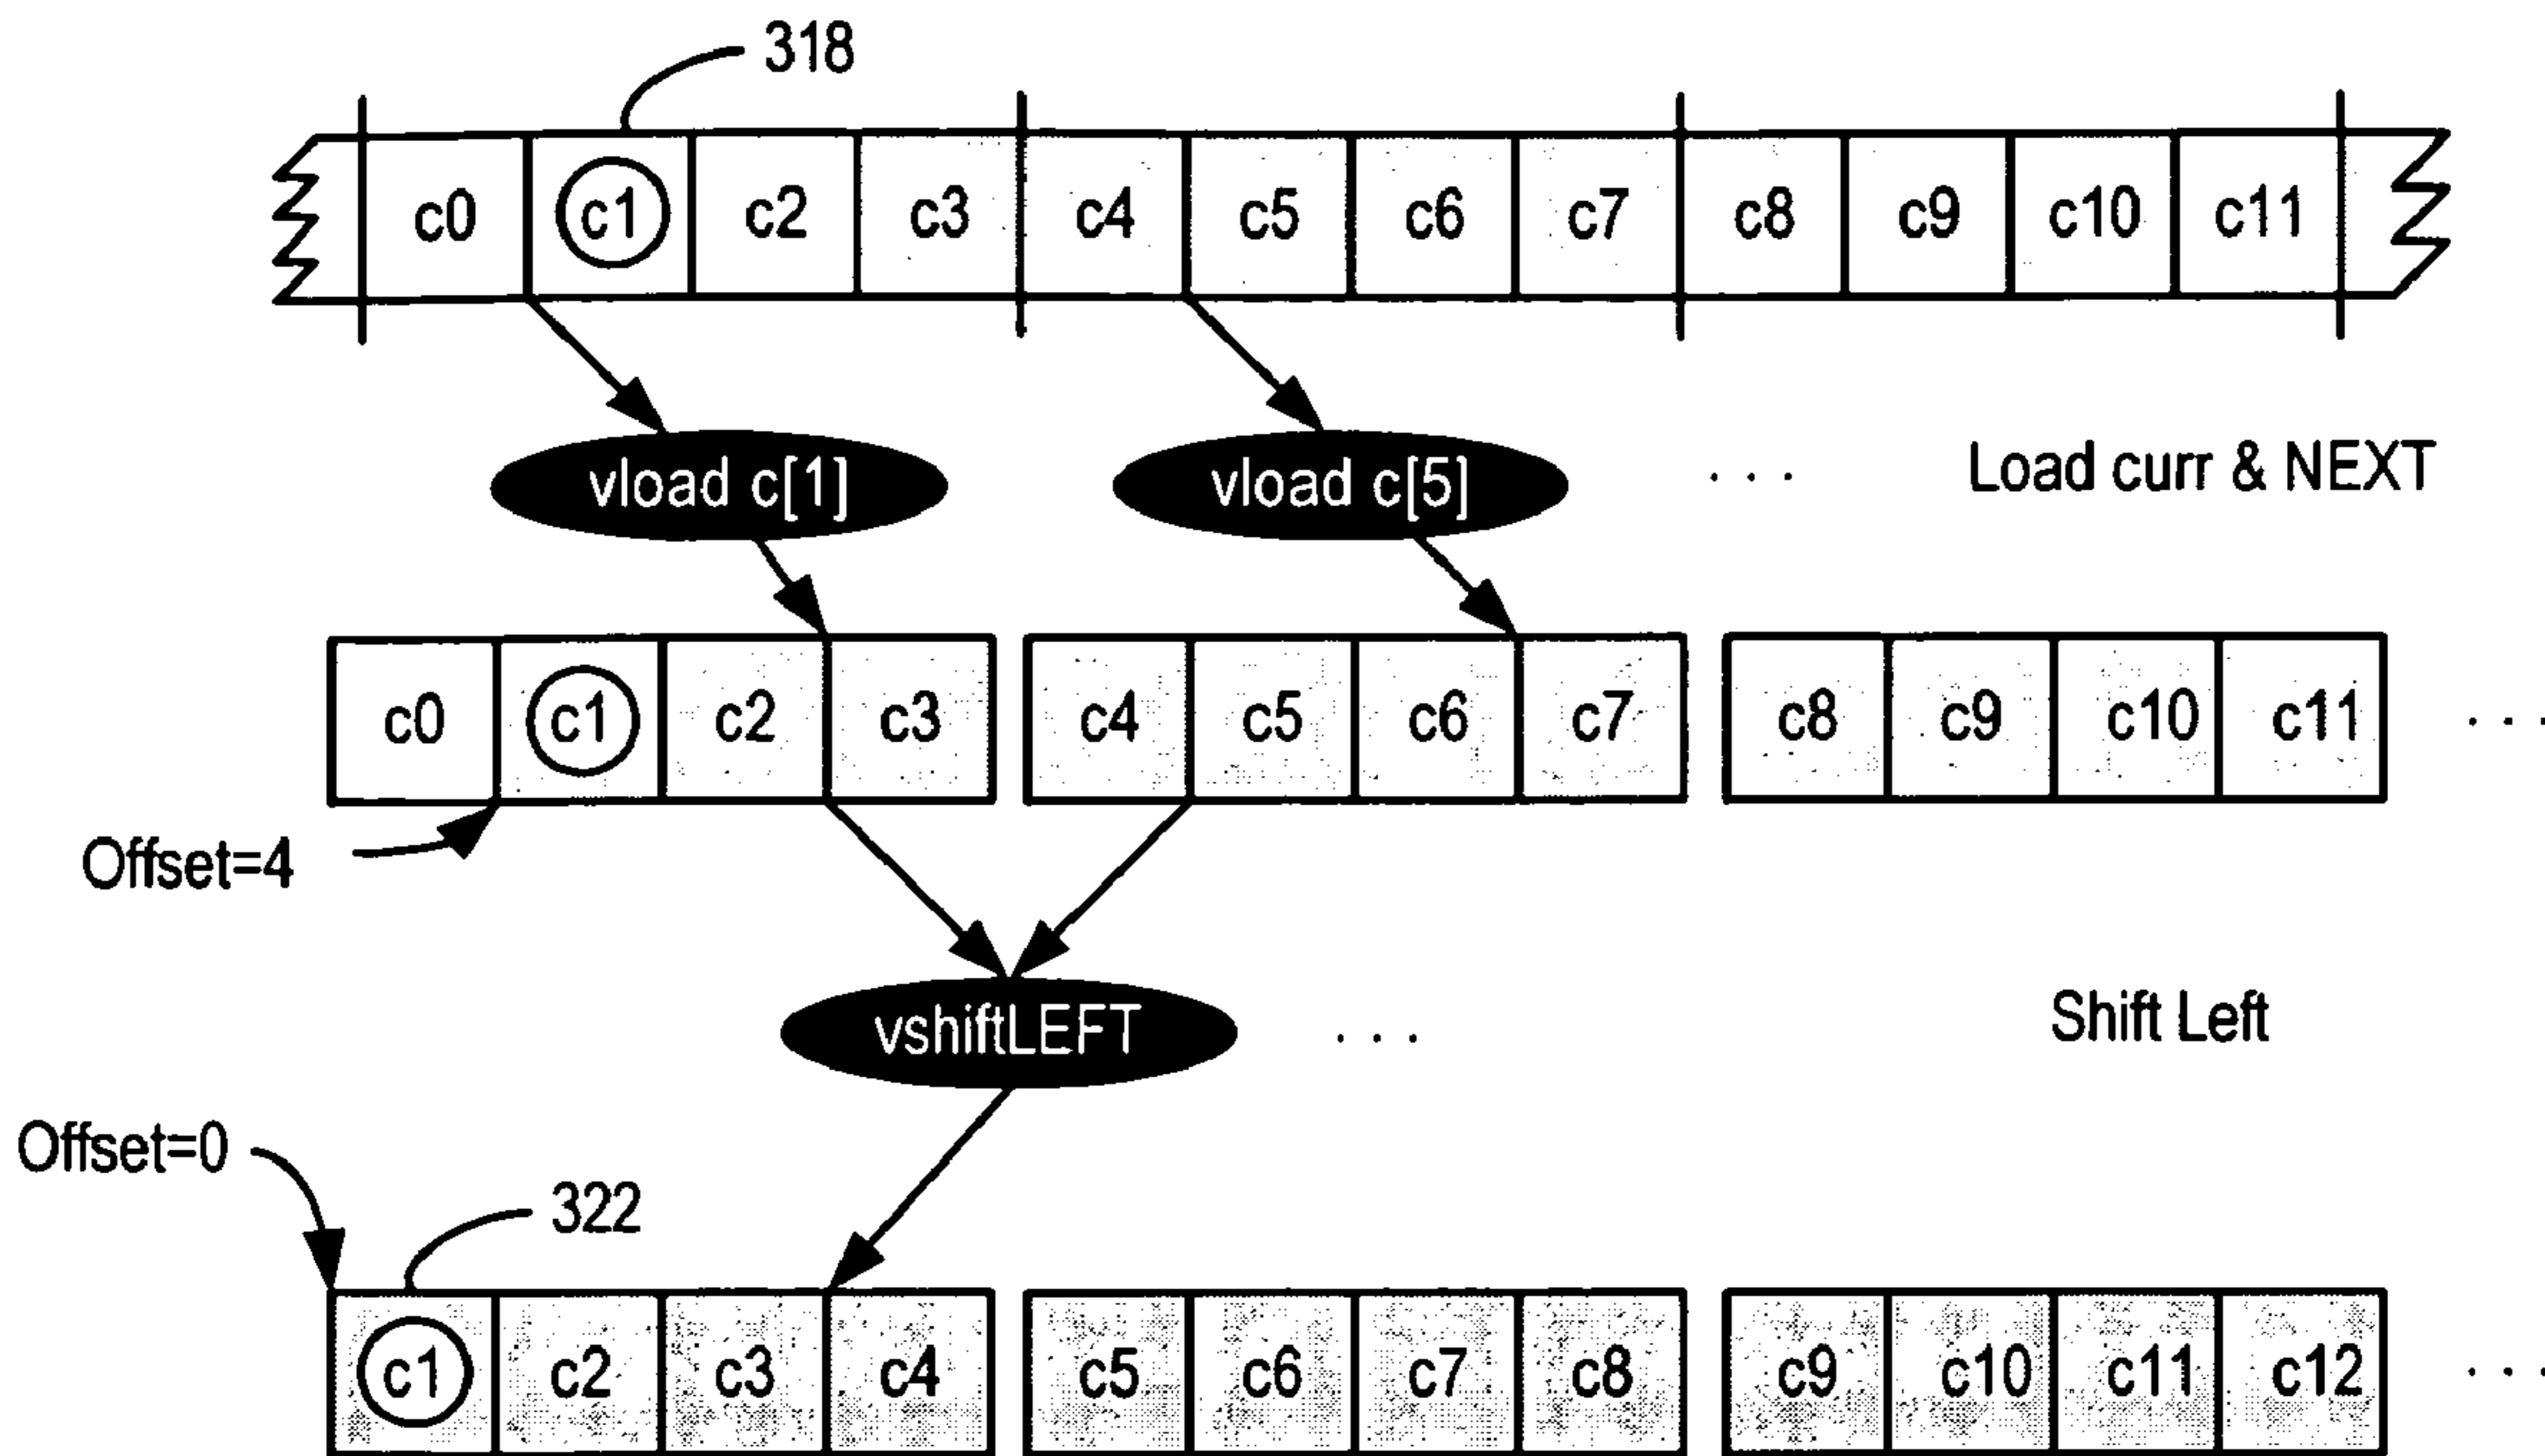 318
c0 c1 c2 c3 c4 c5 c6 c7 c8 c9 c10 c11
vload c[1] vload c[5] . . . Load curr & NEXT
c0 c1 c2 c3 c4 c5 c6 c7 c8 c9 c10 c11 . . .
Offset=4
vshiftLEFT . . . Shift Left
Offset=0
322
c1 c2 c3 c4 c5 c6 c7 c8 c9 c10 c11 c12 . . .